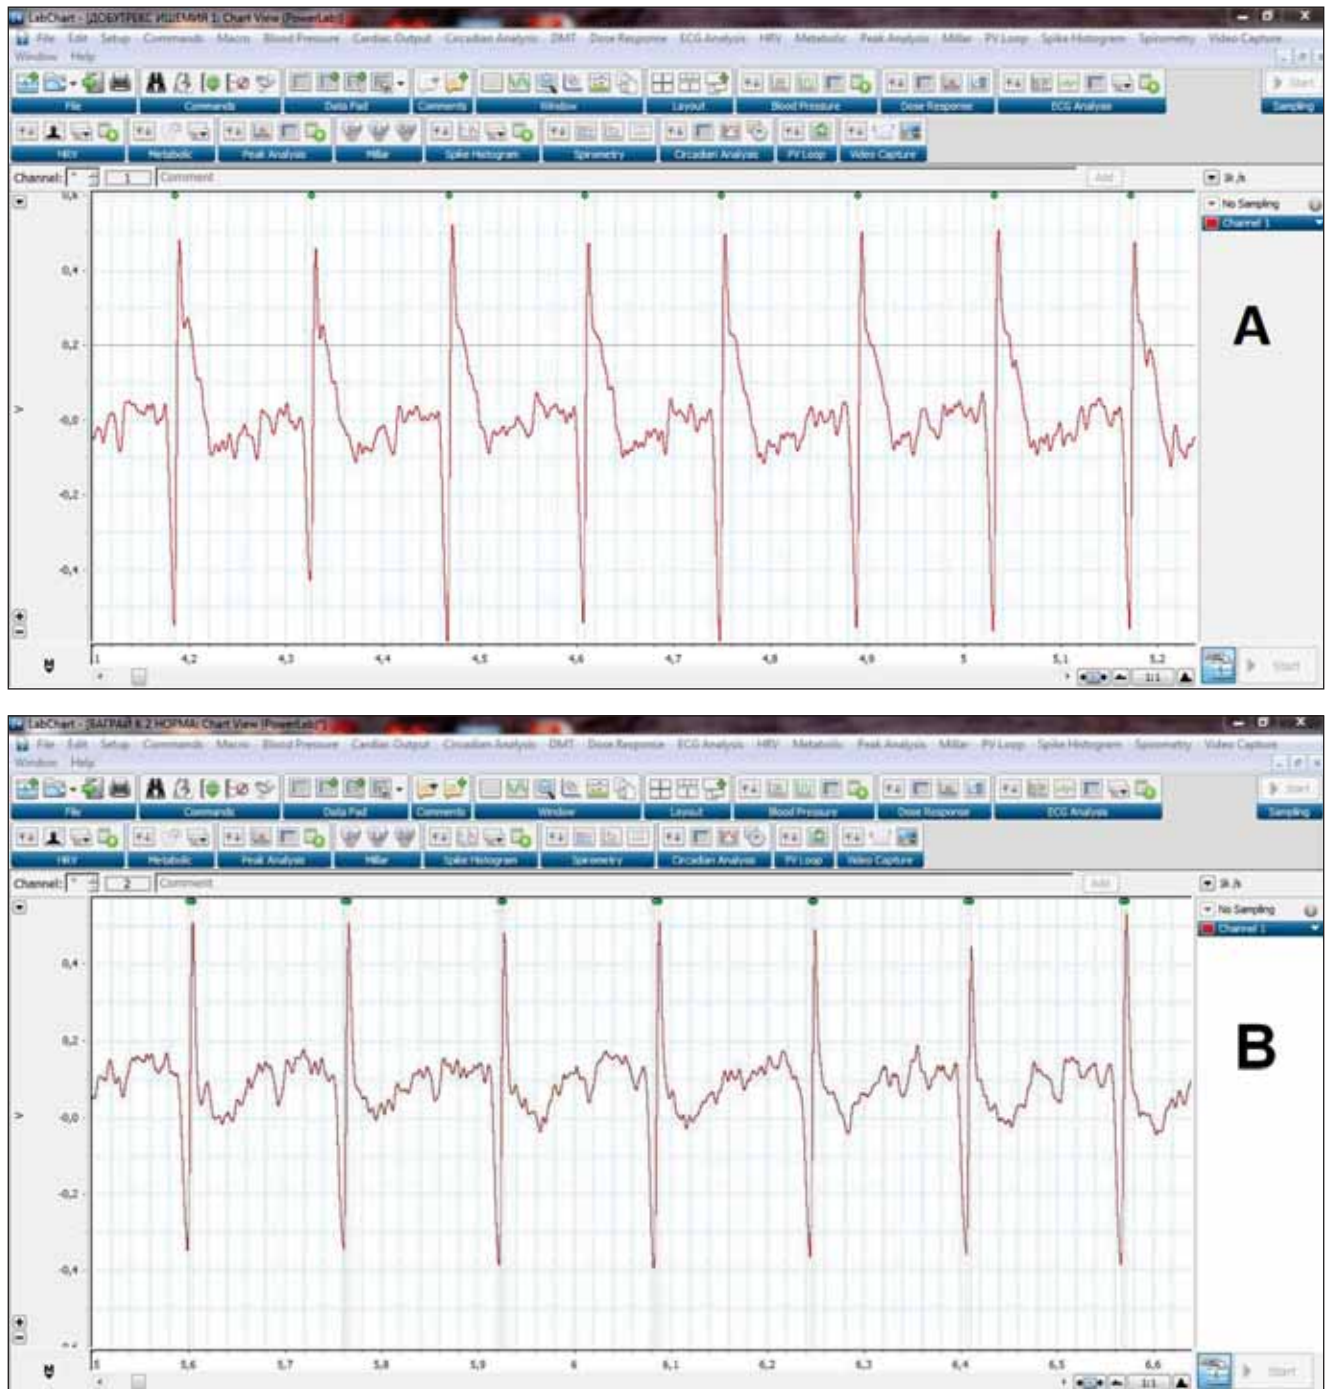 LabChart - [ДОБУТРЕКС ИШЕМИЯ 1: Chart View (PowerLab)]
File Edit Setup Commands Macro Blood Pressure Cardiac Output Circadian Analysis DMT Dose Response ECG Analysis HRV Metabolic Peak Analysis Millar PV Loop Spike Histogram Spirometry Video Capture
Window Help
File Commands Data Pad Comments Window Layout Blood Pressure Dose Response ECG Analysis Sampling
Start
HRV Metabolic Peak Analysis Millar Spike Histogram Spirometry Circadian Analysis PV Loop Video Capture
Channel: * 1 Comment Add
No Sampling
Channel 1
0,4
0,2
-0,0
-0,2
-0,4
V
A
4,2 4,3 4,4 4,5 4,6 4,7 4,8 4,9 5 5,1 5,2
1:1 Start
LabChart - [ВАГРАЙ К 2 НОРМА: Chart View (PowerLab)]
File Edit Setup Commands Macro Blood Pressure Cardiac Output Circadian Analysis DMT Dose Response ECG Analysis HRV Metabolic Peak Analysis Millar PV Loop Spike Histogram Spirometry Video Capture
Window Help
Start
File Commands Data Pad Comments Window Layout Blood Pressure Dose Response ECG Analysis Sampling
HRV Metabolic Peak Analysis Millar Spike Histogram Spirometry Circadian Analysis PV Loop Video Capture
Channel: * 2 Comment Add
No Sampling
Channel 1
0,4
0,2
-0,0
-0,2
-0,4
V
B
5,6 5,7 5,8 5,9 6 6,1 6,2 6,3 6,4 6,5 6,6
1:1 Start